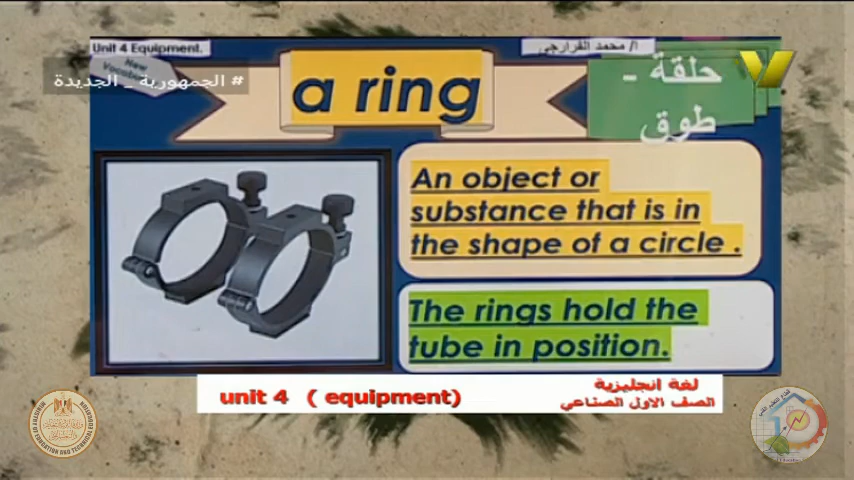 Unit 4 Equipment.
أ/ محمد القرارجي
New
Vocabulary
# الجمهورية _ الجديدة
a ring
حلقة -
طوق
An object or
substance that is in
the shape of a circle .
The rings hold the
tube in position.
unit 4 ( equipment)
لغة انجليزية
الصف الاول الصناعي